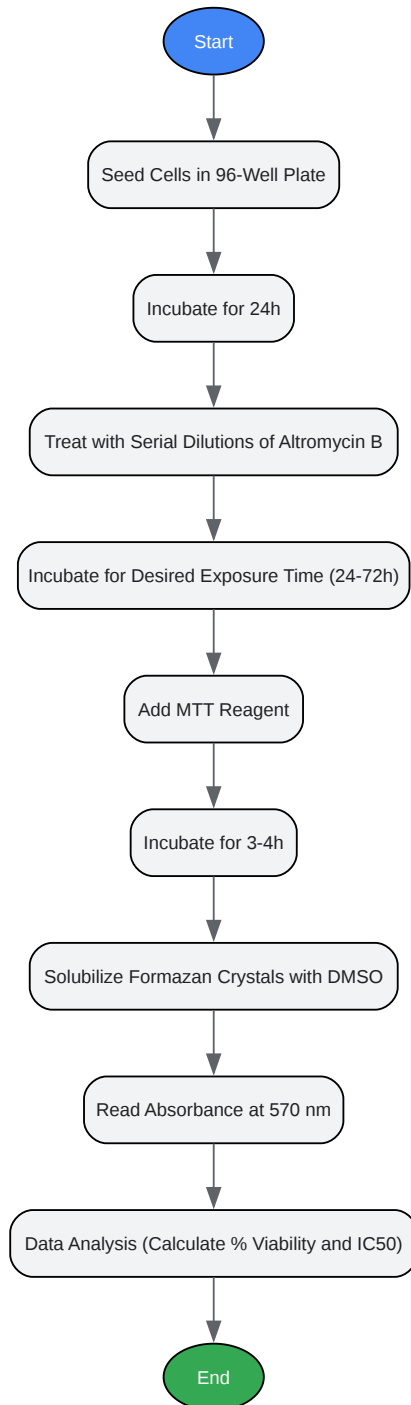 Start
Seed Cells in 96-Well Plate
Incubate for 24h
Treat with Serial Dilutions of Altromycin B
Incubate for Desired Exposure Time (24-72h)
Add MTT Reagent
Incubate for 3-4h
Solubilize Formazan Crystals with DMSO
Read Absorbance at 570 nm
Data Analysis (Calculate % Viability and IC50)
End